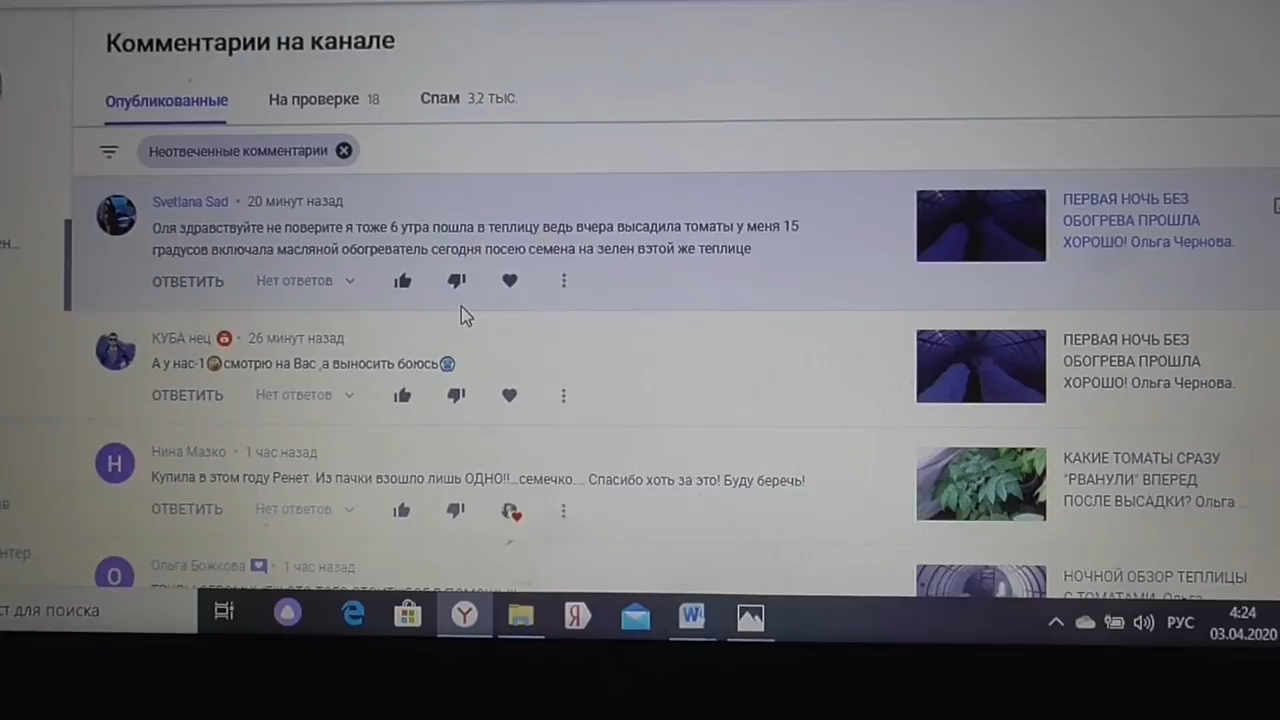 Комментарии на канале
Опубликованные
На проверке 18
Спам 3,2 тыс.
Неотвеченные комментарии
Svetlana Sad • 20 минут назад
Оля здравствуйте не поверите я тоже 6 утра пошла в теплицу ведь вчера высадила томаты у меня 15
градусов включала масляной обогреватель сегодня посею семена на зелен вэтой же теплице
ОТВЕТИТЬ
Нет ответов
ПЕРВАЯ НОЧЬ БЕЗ
ОБОГРЕВА ПРОШЛА
ХОРОШО! Ольга Чернова.
КУБА нец • 26 минут назад
А у нас-1🤪смотрю на Вас ,а выносить боюсь😨
ОТВЕТИТЬ
Нет ответов
ПЕРВАЯ НОЧЬ БЕЗ
ОБОГРЕВА ПРОШЛА
ХОРОШО! Ольга Чернова.
Н
Нина Мазко • 1 час назад
Купила в этом году Ренет. Из пачки взошло лишь ОДНО!!...семечко.... Спасибо хоть за это! Буду беречь!
ОТВЕТИТЬ
Нет ответов
КАКИЕ ТОМАТЫ СРАЗУ
"РВАНУЛИ" ВПЕРЕД
ПОСЛЕ ВЫСАДКИ? Ольга ...
О
Ольга Божкова • 1 час назад
НОЧНОЙ ОБЗОР ТЕПЛИЦЫ
С ТОМАТАМИ. Ольга
ен...
нтер...
ст для поиска
Я
W
РУС
4:24
03.04.2020